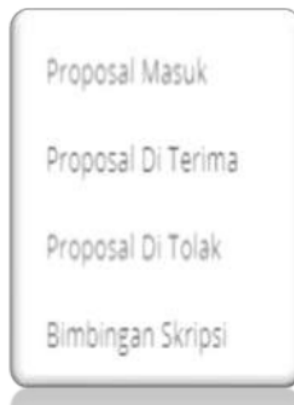 Proposal Masuk
Proposal Di Terima
Proposal Di Tolak
Bimbingan Skripsi